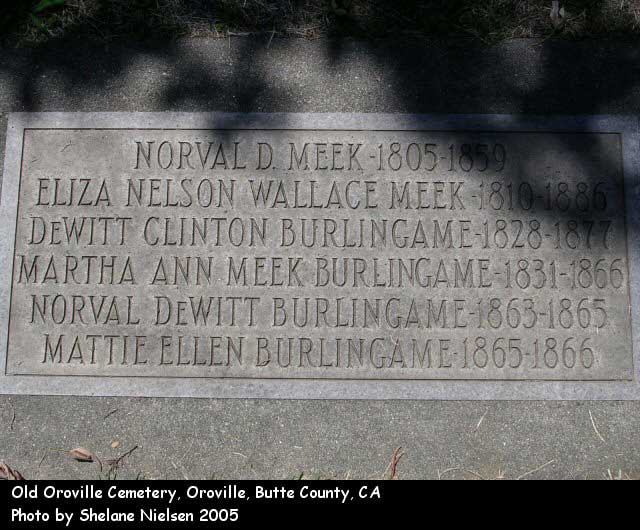 NORVAL D. MEEK-1805-1859
ELIZA NELSON WALLACE MEEK-1810-1886
DEWITT CLINTON BURLINGAME-1828-1877
MARTHA ANN MEEK BURLINGAME-1831-1866
NORVAL DEWITT BURLINGAME-1863-1865
MATTIE ELLEN BURLINGAME-1865-1866
Old Oroville Cemetery, Oroville, Butte County, CA
Photo by Shelane Nielsen 2005